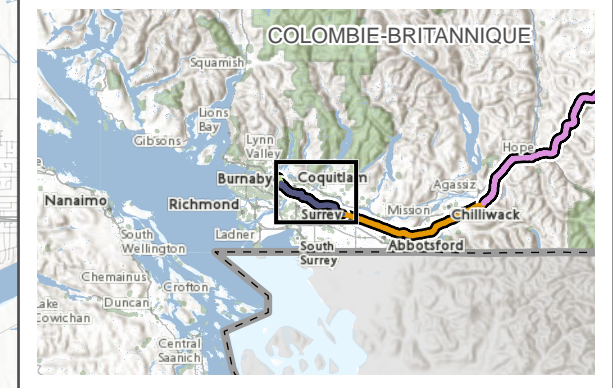 COLOMBIE-BRITANNIQUE
Squamish
Lions
Bay
Gibsons
Lynn
Valley
Hope
Burnaby
Coquitlam
Agassiz
Nanaimo
Richmond
Surrey
Mission
Chilliwack
South
Wellington
Ladner
Abbotsford
South
Surrey
Chemainus
Crofton
Lake
Cowichan
Duncan
Central
Saanich